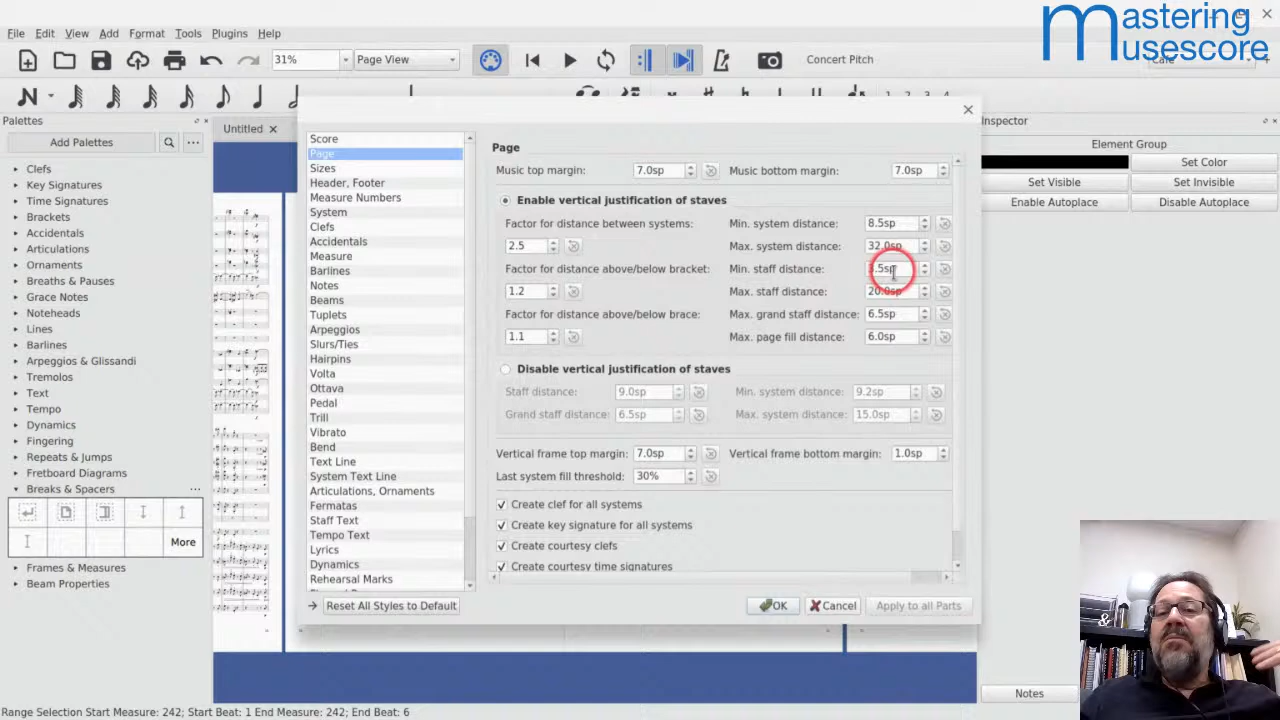 mastering
musescore
File Edit View Add Format Tools Plugins Help
31% Page View Concert Pitch
Palettes
Untitled
Inspector
Add Palettes
Clefs
Key Signatures
Time Signatures
Brackets
Accidentals
Articulations
Ornaments
Breaths & Pauses
Grace Notes
Noteheads
Lines
Barlines
Arpeggios & Glissandi
Tremolos
Text
Tempo
Dynamics
Fingering
Repeats & Jumps
Fretboard Diagrams
Breaks & Spacers
More
Frames & Measures
Beam Properties
Score
Page
Sizes
Header, Footer
Measure Numbers
System
Clefs
Accidentals
Measure
Barlines
Notes
Beams
Tuplets
Arpeggios
Slurs/Ties
Hairpins
Volta
Ottava
Pedal
Trill
Vibrato
Bend
Text Line
System Text Line
Articulations, Ornaments
Fermatas
Staff Text
Tempo Text
Lyrics
Dynamics
Rehearsal Marks
Reset All Styles to Default
Page
Music top margin: 7.0sp Music bottom margin: 7.0sp
Enable vertical justification of staves
Factor for distance between systems: Min. system distance: 8.5sp
2.5 Max. system distance: 32.0sp
Factor for distance above/below bracket: Min. staff distance: 3.5sp
1.2 Max. staff distance: 20.0sp
Factor for distance above/below brace: Max. grand staff distance: 6.5sp
1.1 Max. page fill distance: 6.0sp
Disable vertical justification of staves
Staff distance: 9.0sp Min. system distance: 9.2sp
Grand staff distance: 6.5sp Max. system distance: 15.0sp
Vertical frame top margin: 7.0sp Vertical frame bottom margin: 1.0sp
Last system fill threshold: 30%
Create clef for all systems
Create key signature for all systems
Create courtesy clefs
Create courtesy time signatures
OK Cancel Apply to all Parts
Element Group
Set Color
Set Visible Set Invisible
Enable Autoplace Disable Autoplace
Notes
&
Range Selection Start Measure: 242; Start Beat: 1 End Measure: 242; End Beat: 6